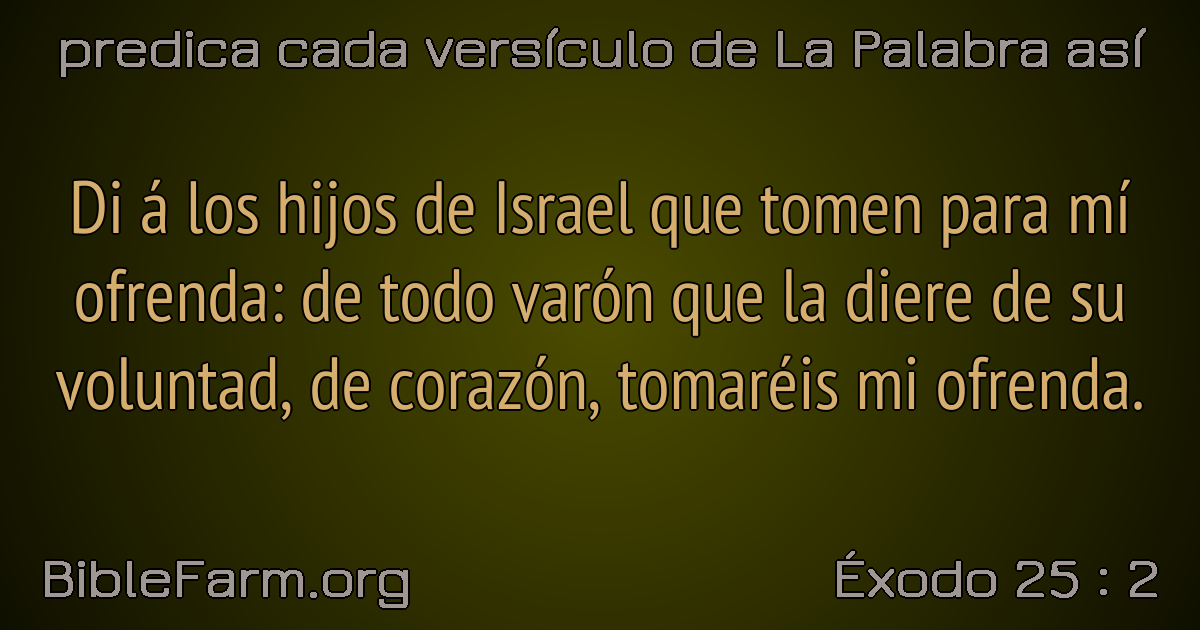 predica cada versículo de La Palabra así
Di á los hijos de Israel que tomen para mí
ofrenda: de todo varón que la diere de su
voluntad, de corazón, tomaréis mi ofrenda.
BibleFarm.org
Éxodo 25 : 2